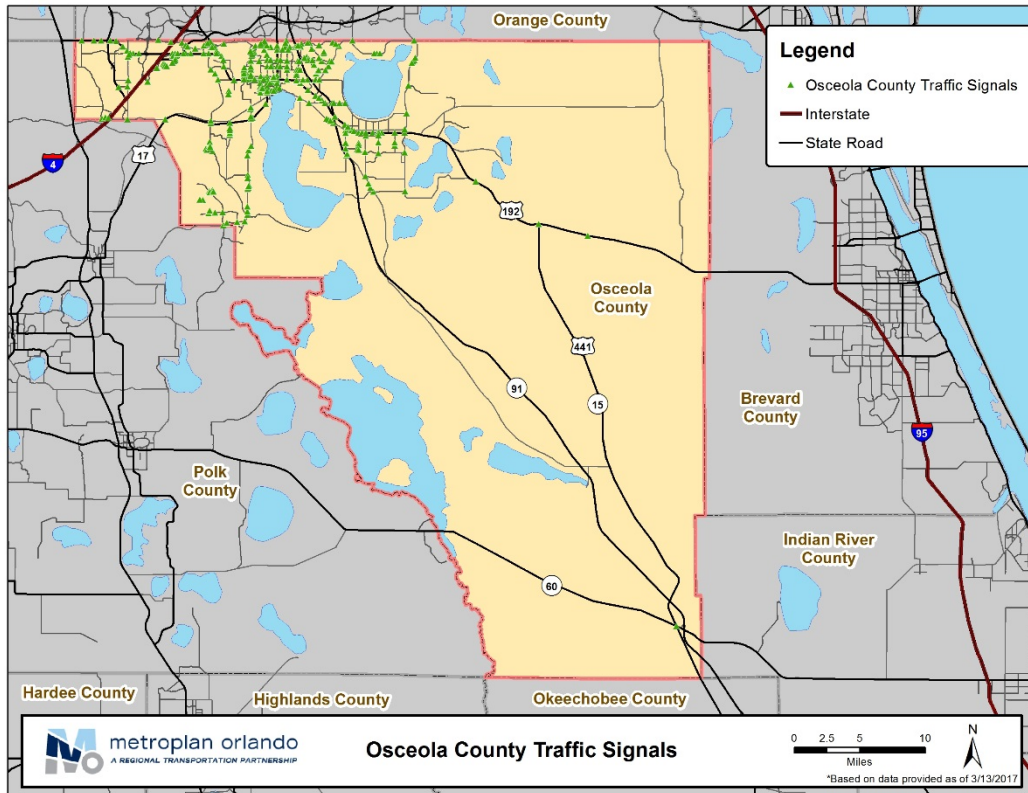 Orange County
Legend
Osceola County Traffic Signals
Interstate
State Road
17
4
192
Osceola
County
441
91
15
Brevard
County
95
Polk
County
Indian River
County
60
Hardee County
Highlands County
Okeechobee County
metroplan orlando
A REGIONAL TRANSPORTATION PARTNERSHIP
Osceola County Traffic Signals
0 2.5 5 10
Miles
N
*Based on data provided as of 3/13/2017